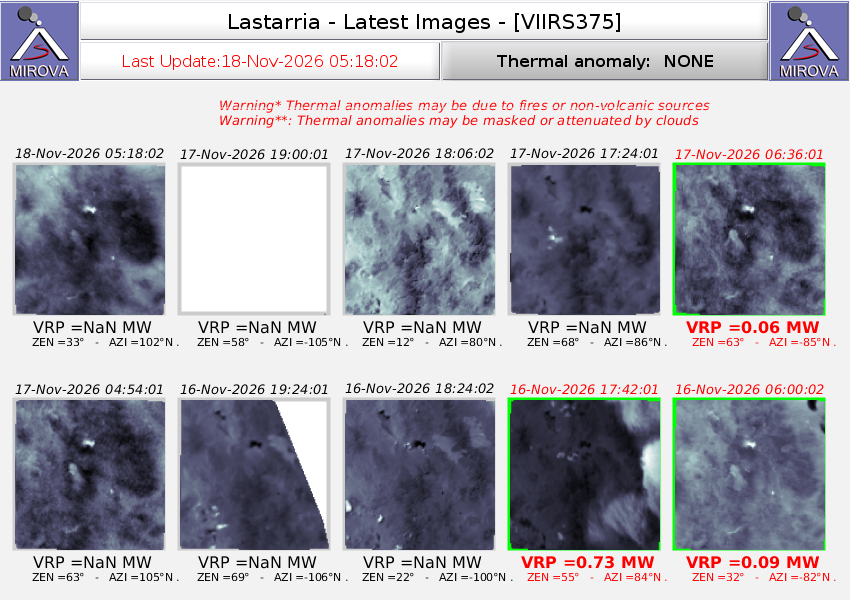 Lastarria - Latest Images - [VIIRS375]
MIROVA
Last Update:18-Nov-2026 05:18:02
Thermal anomaly: NONE
MIROVA
Warning* Thermal anomalies may be due to fires or non-volcanic sources
Warning**: Thermal anomalies may be masked or attenuated by clouds
18-Nov-2026 05:18:02 17-Nov-2026 19:00:01 17-Nov-2026 18:06:02 17-Nov-2026 17:24:01 17-Nov-2026 06:36:01
VRP =NaN MW VRP =NaN MW VRP =NaN MW VRP =NaN MW VRP =0.06 MW
ZEN =33° - AZI =102°N . ZEN =58° - AZI =-105°N . ZEN =12° - AZI =80°N . ZEN =68° - AZI =86°N . ZEN =63° - AZI =-85°N .
17-Nov-2026 04:54:01 16-Nov-2026 19:24:01 16-Nov-2026 18:24:02 16-Nov-2026 17:42:01 16-Nov-2026 06:00:02
VRP =NaN MW VRP =NaN MW VRP =NaN MW VRP =0.73 MW VRP =0.09 MW
ZEN =63° - AZI =105°N . ZEN =69° - AZI =-106°N . ZEN =22° - AZI =-100°N . ZEN =55° - AZI =84°N . ZEN =32° - AZI =-82°N .